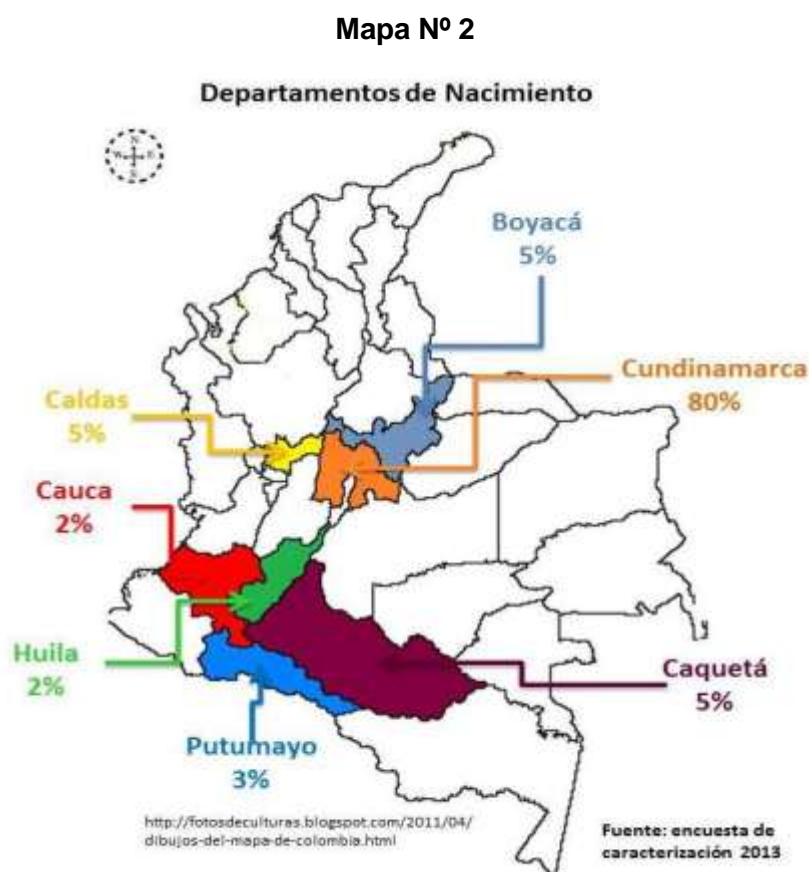 Mapa Nº 2
Departamentos de Nacimiento
N
W E
S
Boyacá
5%
Cundinamarca
80%
Caldas
5%
Cauca
2%
Huila
2%
Caquetá
5%
Putumayo
3%
http://fotosdeculturas.blogspot.com/2011/04/
dibujos-del-mapa-de-colombia.html
Fuente: encuesta de
caracterización 2013